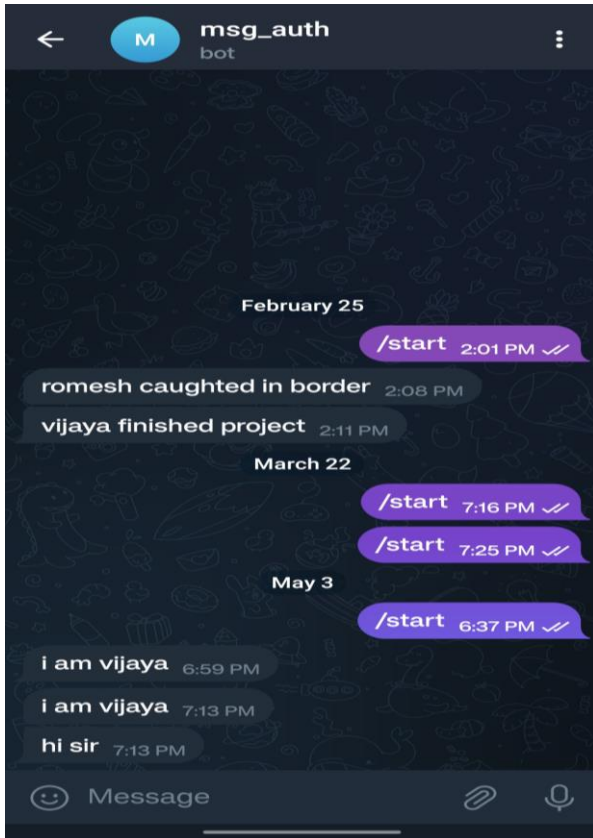 M
msg_auth
bot
February 25
/start 2:01 PM
romesh caughted in border 2:08 PM
vijaya finished project 2:11 PM
March 22
/start 7:16 PM
/start 7:25 PM
May 3
/start 6:37 PM
i am vijaya 6:59 PM
i am vijaya 7:13 PM
hi sir 7:13 PM
Message